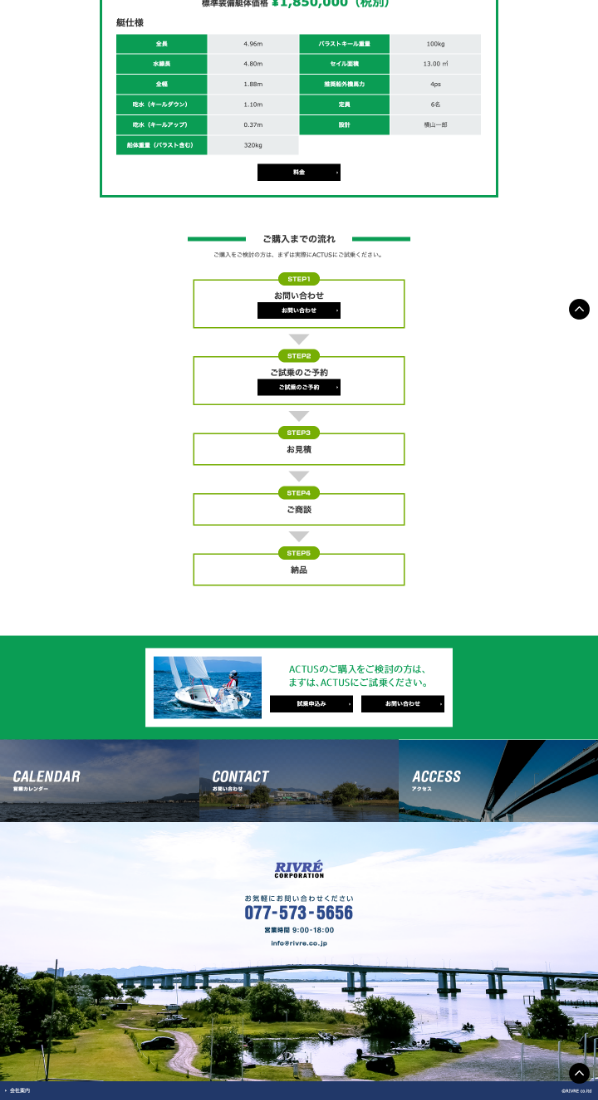 標準装備艇体価格 ¥1,850,000（税別）
艇仕様
全長 4.96m バラストキール重量 100kg
水線長 4.80m セイル面積 13.00 ㎡
全幅 1.88m 推奨船外機馬力 4ps
吃水（キールダウン） 1.10m 定員 6名
吃水（キールアップ） 0.37m 設計 横山一郎
船体重量（バラスト含む） 320kg
料金
ご購入までの流れ
ご購入をご検討の方は、まずは実際にACTUSにご試乗ください。
STEP1
お問い合わせ
お問い合わせ
STEP2
ご試乗のご予約
ご試乗のご予約
STEP3
お見積
STEP4
ご商談
STEP5
納品
ACTUSのご購入をご検討の方は、
まずは、ACTUSにご試乗ください。
試乗申込み お問い合わせ
CALENDAR CONTACT ACCESS
営業カレンダー お問い合わせ アクセス
RIVRÉ
CORPORATION
お気軽にお問い合わせください
077-573-5656
営業時間 9:00-18:00
info@rivre.co.jp
会社案内 ©RIVRE co.ltd